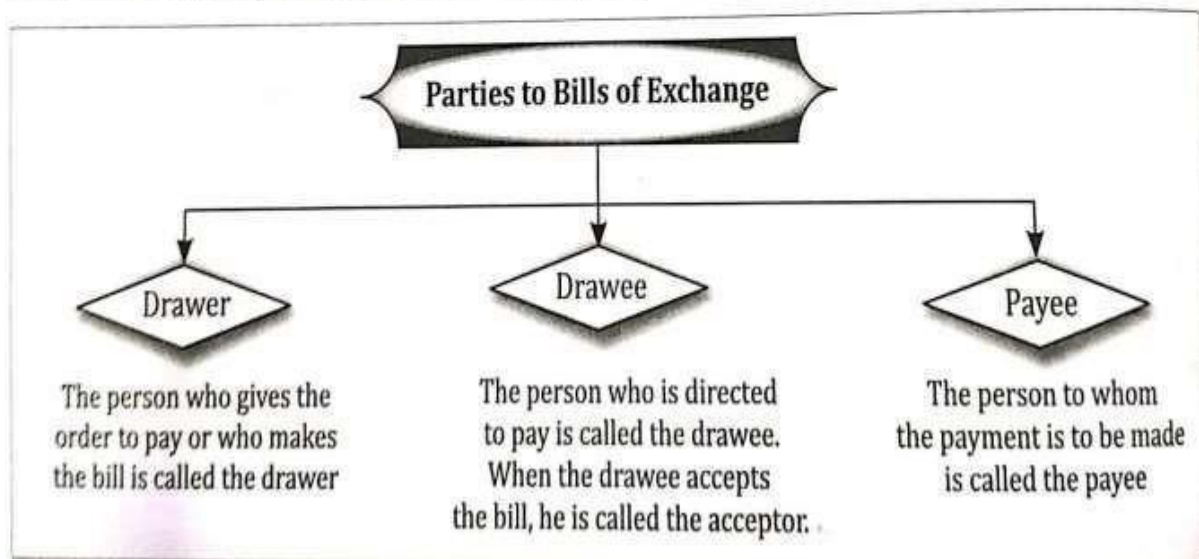 Parties to Bills of Exchange
Drawer
The person who gives the
order to pay or who makes
the bill is called the drawer
Drawee
The person who is directed
to pay is called the drawee.
When the drawee accepts
the bill, he is called the acceptor.
Payee
The person to whom
the payment is to be made
is called the payee